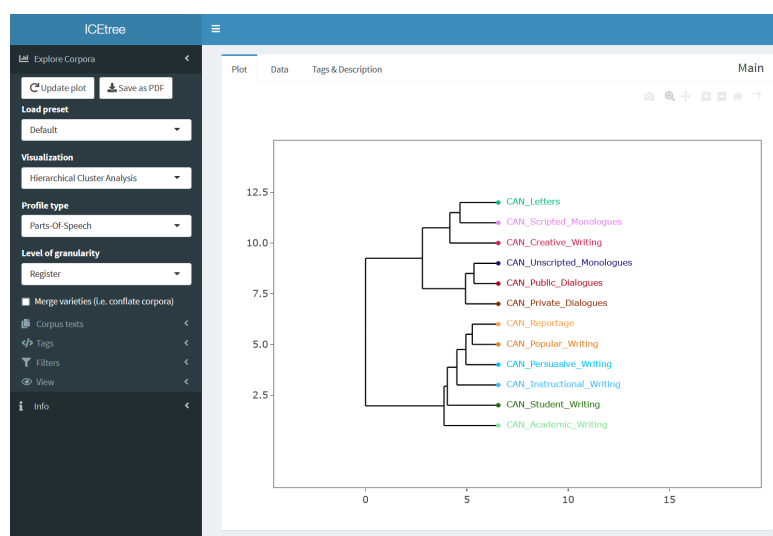 ICEtree
Explore Corpora
Update plot
Save as PDF
Load preset
Default
Visualization
Hierarchical Cluster Analysis
Profile type
Parts-Of-Speech
Level of granularity
Register
Merge varieties (i.e. conflate corpora)
Corpus texts
Tags
Filters
View
Info
Plot Data Tags & Description Main
12.5
10.0
7.5
5.0
2.5
CAN_Letters
CAN_Scripted_Monologues
CAN_Creative_Writing
CAN_Unscripted_Monologues
CAN_Public_Dialogues
CAN_Private_Dialogues
CAN_Reportage
CAN_Popular_Writing
CAN_Persuasive_Writing
CAN_Instructional_Writing
CAN_Student_Writing
CAN_Academic_Writing
0 5 10 15